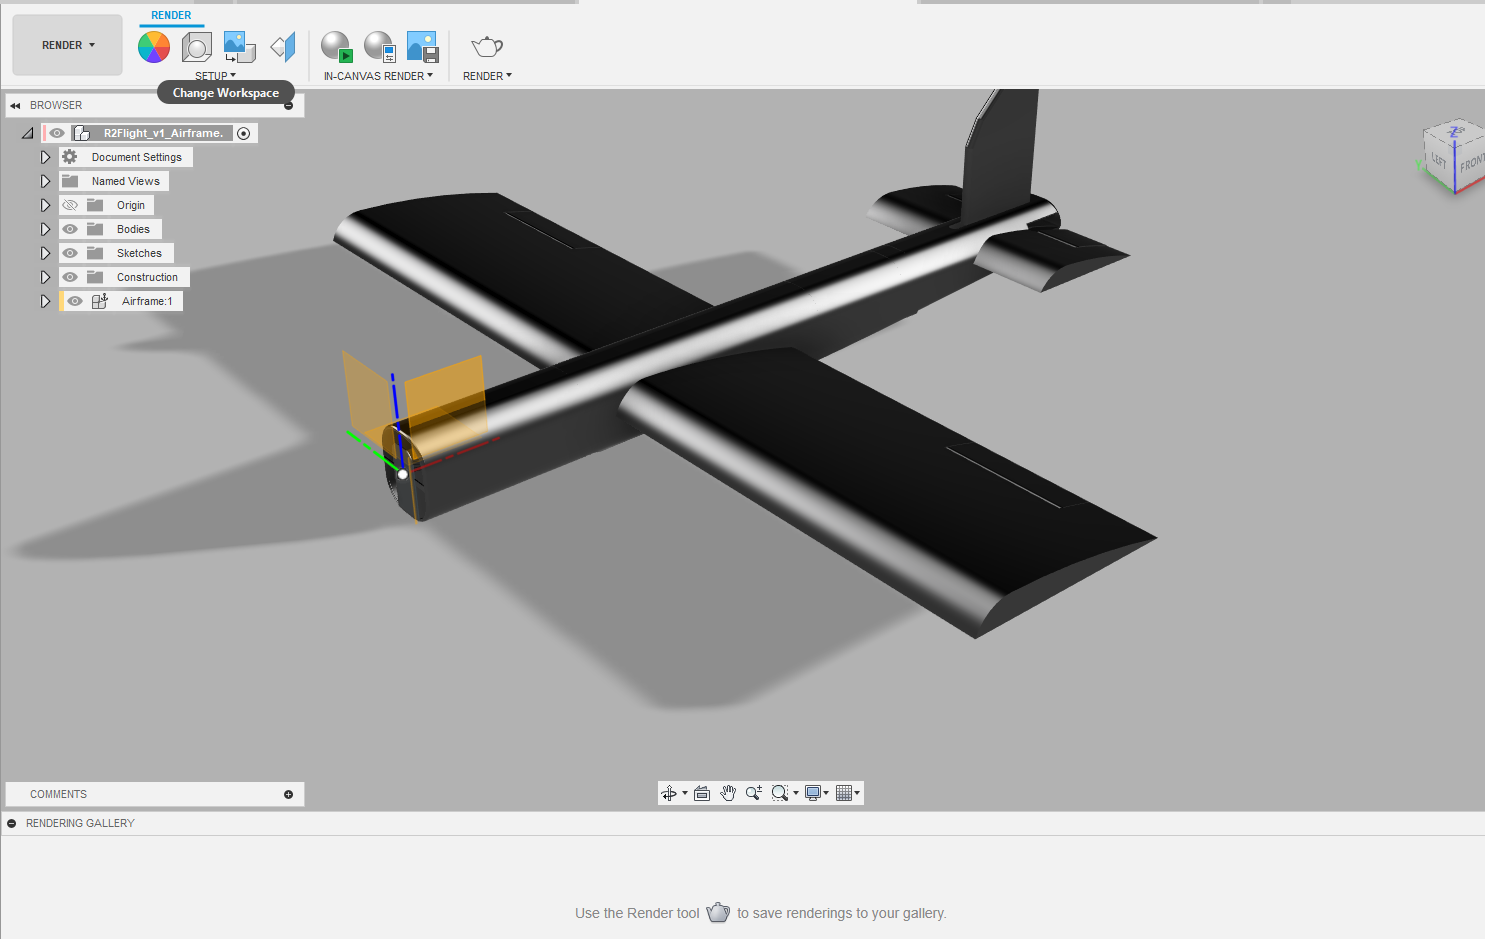 RENDER
RENDER
SETUP
IN-CANVAS RENDER
RENDER
Change Workspace
BROWSER
R2Flight_v1_Airframe.
Document Settings
Named Views
Origin
Bodies
Sketches
Construction
Airframe:1
Z
LEFT
FRONT
Y
COMMENTS
RENDERING GALLERY
Use the Render tool to save renderings to your gallery.